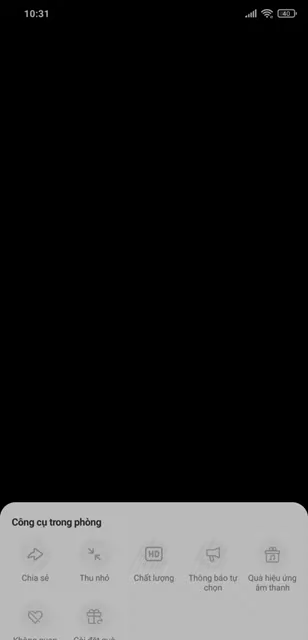 10:31
40
Công cụ trong phòng
Chia sẻ
Thu nhỏ
HD
Chất lượng
Thông báo tự
chọn
Quà hiệu ứng
âm thanh